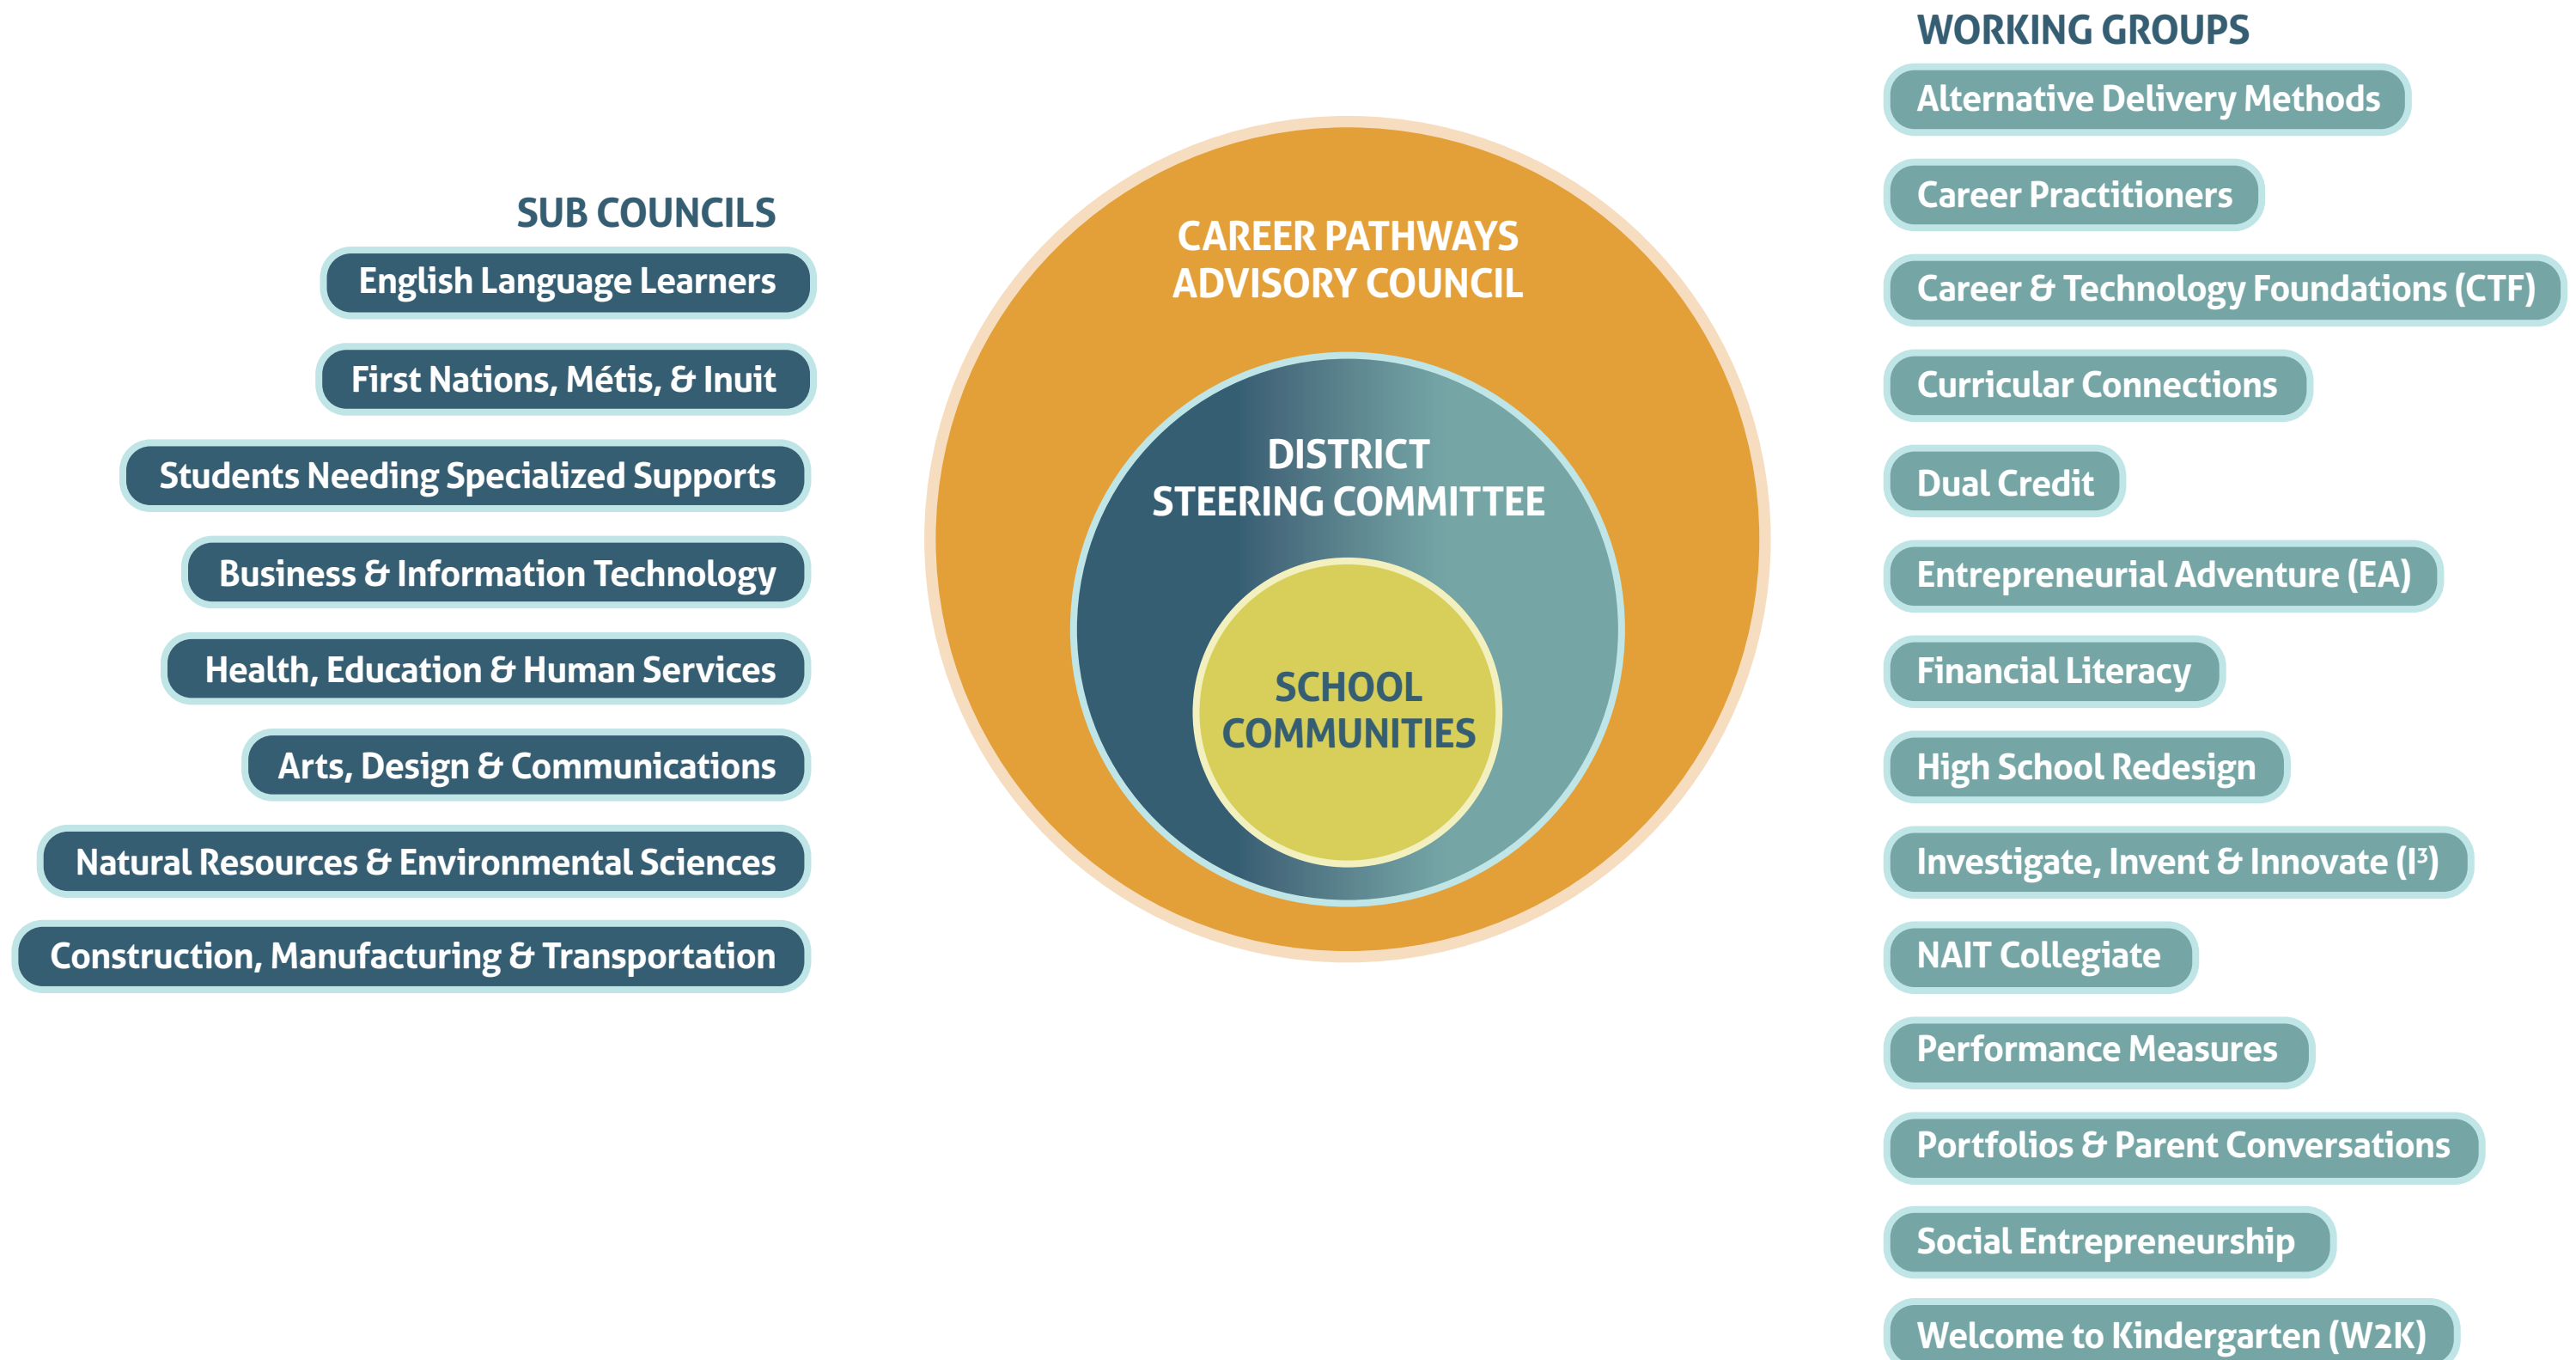 SUB COUNCILS
English Language Learners
First Nations, Métis, & Inuit
Students Needing Specialized Supports
Business & Information Technology
Health, Education & Human Services
Arts, Design & Communications
Natural Resources & Environmental Sciences
Construction, Manufacturing & Transportation
CAREER PATHWAYS
ADVISORY COUNCIL
DISTRICT
STEERING COMMITTEE
SCHOOL
COMMUNITIES
WORKING GROUPS
Alternative Delivery Methods
Career Practitioners
Career & Technology Foundations (CTF)
Curricular Connections
Dual Credit
Entrepreneurial Adventure (EA)
Financial Literacy
High School Redesign
Investigate, Invent & Innovate (I³)
NAIT Collegiate
Performance Measures
Portfolios & Parent Conversations
Social Entrepreneurship
Welcome to Kindergarten (W2K)